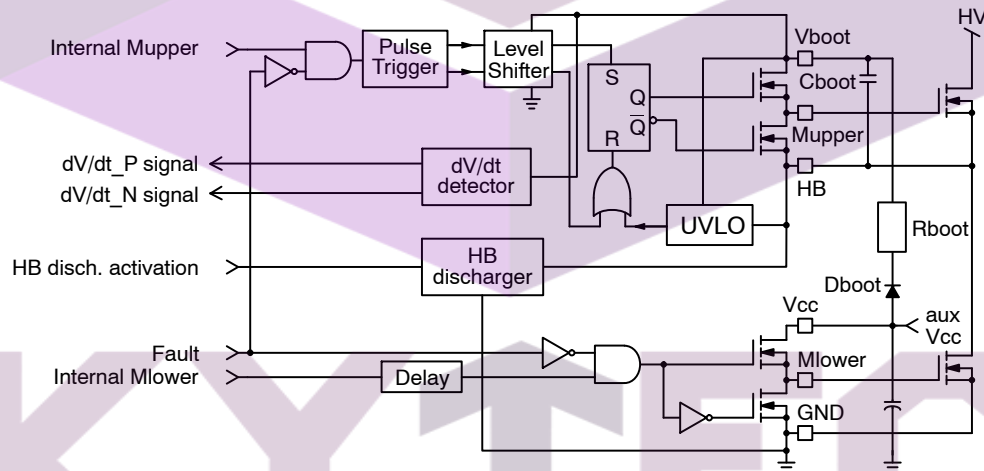 HV
Internal Mupper
Pulse
Trigger
Level
Shifter
Vboot
Cboot
S
Q
Q
R
Mupper
HB
dV/dt_P signal
dV/dt_N signal
dV/dt
detector
UVLO
Rboot
HB disch. activation
HB
discharger
Dboot
Vcc
aux
Vcc
Fault
Internal Mlower
Delay
Mlower
GND